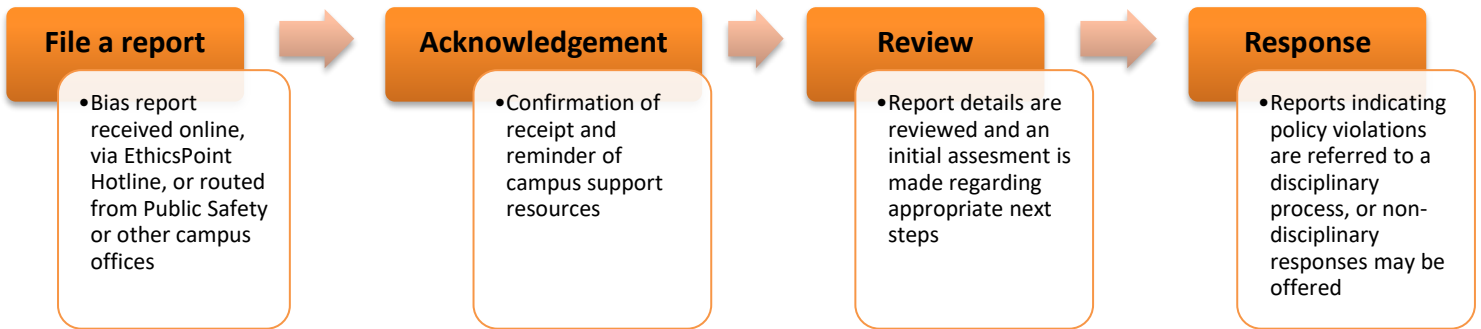 File a report
•Bias report
received online,
via EthicsPoint
Hotline, or routed
from Public Safety
or other campus
offices
Acknowledgement
•Confirmation of
receipt and
reminder of
campus support
resources
Review
•Report details are
reviewed and an
initial assesment is
made regarding
appropriate next
steps
Response
•Reports indicating
policy violations
are referred to a
disciplinary
process, or non-
disciplinary
responses may be
offered